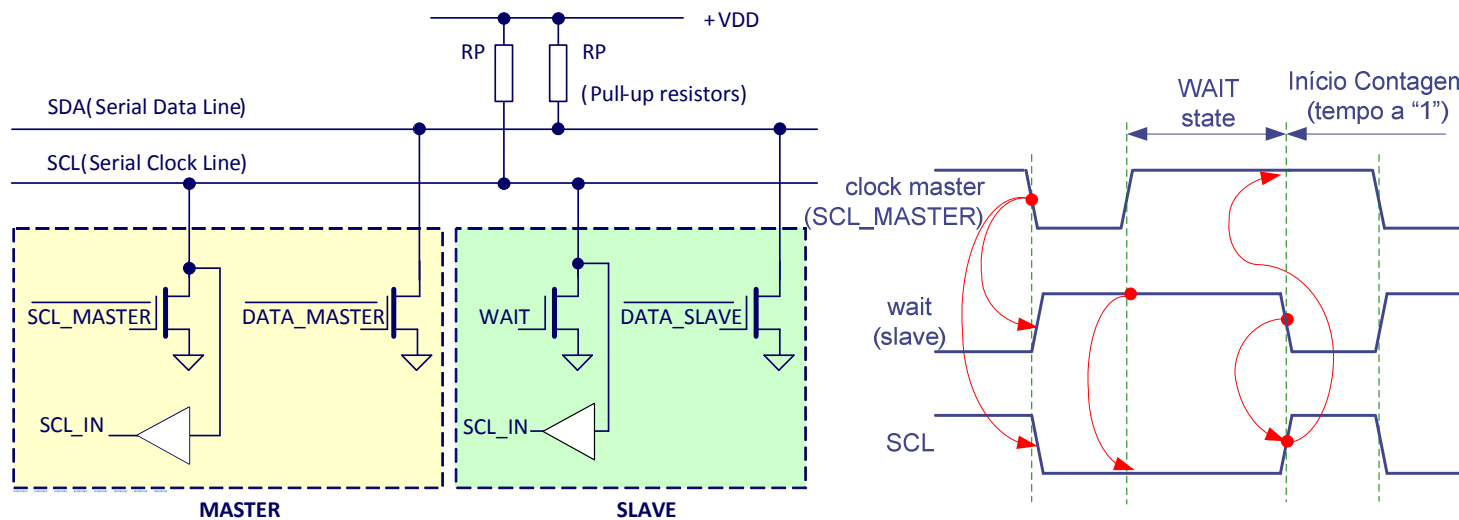 +VDD
RP
RP
(Pull-up resistors)
SDA(Serial Data Line)
SCL(Serial Clock Line)
SCL_MASTER
DATA_MASTER
WAIT
DATA_SLAVE
SCL_IN
SCL_IN
MASTER
SLAVE
WAIT
state
Início Contagem
(tempo a “1”)
clock master
(SCL_MASTER)
wait
(slave)
SCL